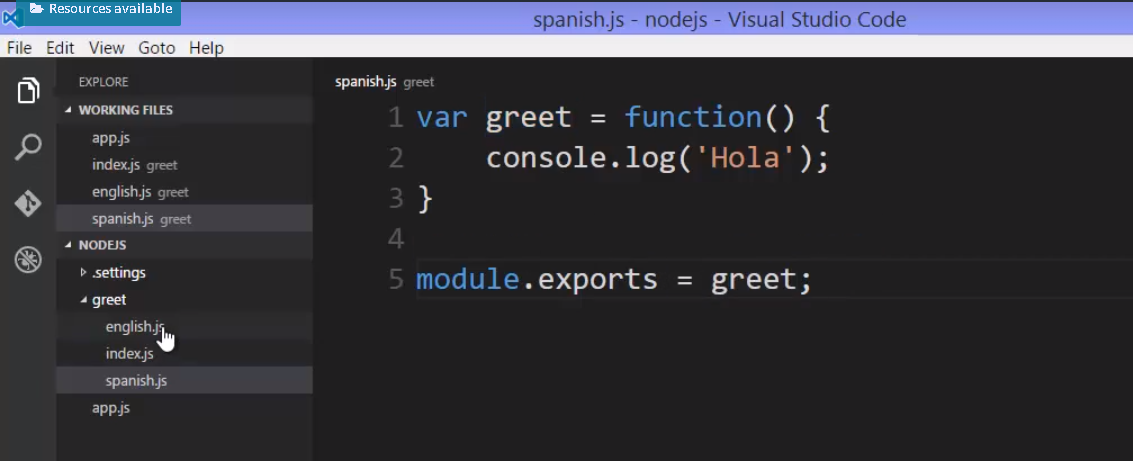 Resources available
spanish.js - nodejs - Visual Studio Code
File Edit View Goto Help
EXPLORE
WORKING FILES
app.js
index.js greet
english.js greet
spanish.js greet
NODEJS
.settings
greet
english.js
index.js
spanish.js
app.js
spanish.js greet
1 var greet = function() {
2     console.log('Hola');
3 }
4
5 module.exports = greet;